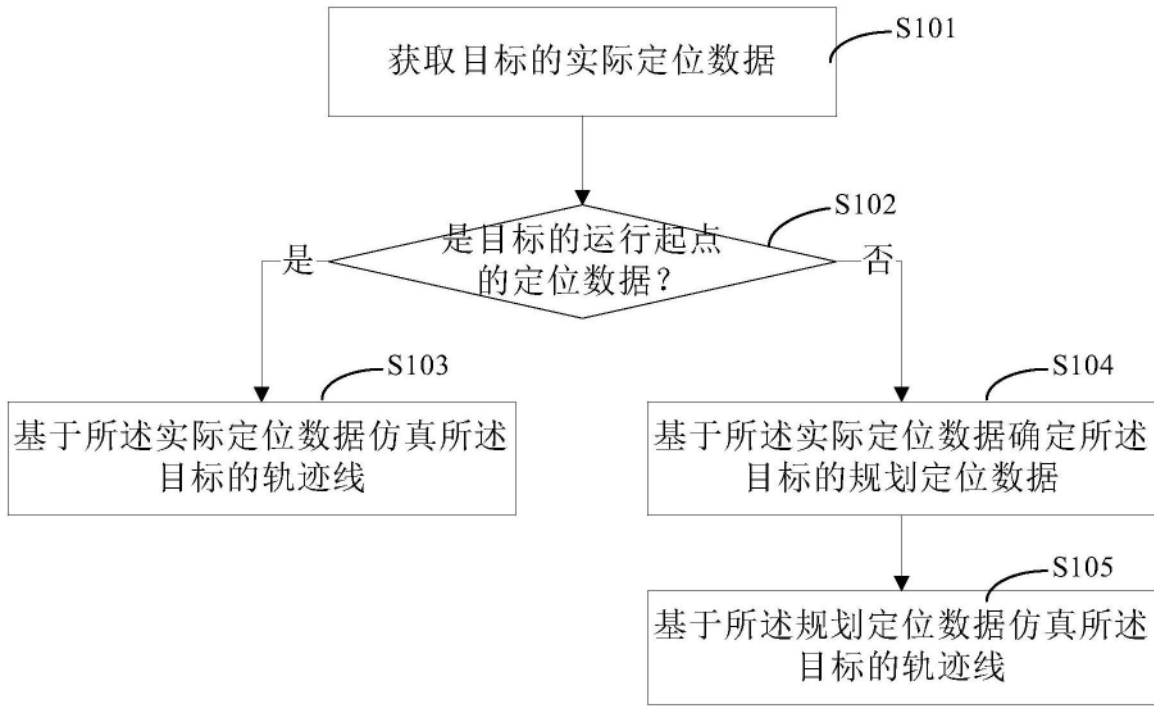 S101
获取目标的实际定位数据
S102
是目标的运行起点
的定位数据？
是
否
S103
基于所述实际定位数据仿真所述
目标的轨迹线
S104
基于所述实际定位数据确定所述
目标的规划定位数据
S105
基于所述规划定位数据仿真所述
目标的轨迹线